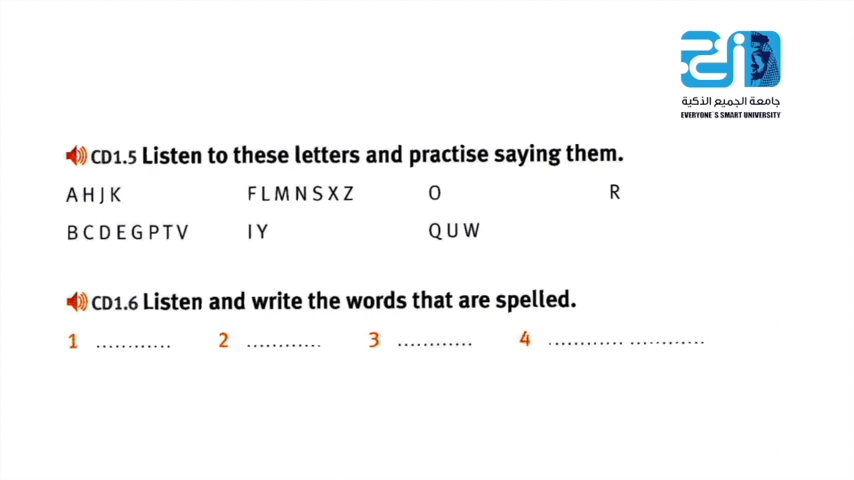 جامعة الجميع الذكية
EVERYONE`S SMART UNIVERSITY
CD1.5 Listen to these letters and practise saying them.
A H J K F L M N S X Z O R
B C D E G P T V I Y Q U W
CD1.6 Listen and write the words that are spelled.
1 ............ 2 ............ 3 ............ 4 ............ ............